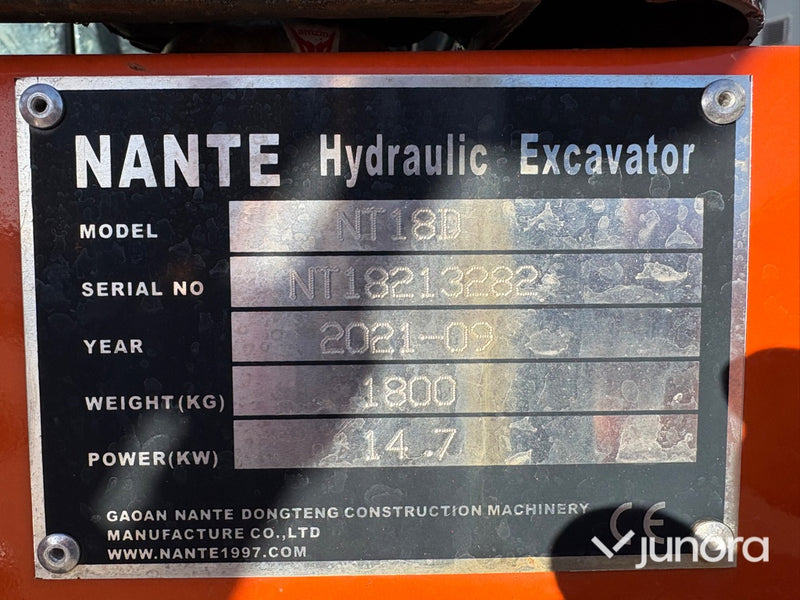 NANTE Hydraulic Excavator
MODEL NT18D
SERIAL NO NT18213282
YEAR 2021-09
WEIGHT(KG) 1800
POWER(KW) 14.7
GAOAN NANTE DONGTENG CONSTRUCTION MACHINERY
MANUFACTURE CO.,LTD
WWW.NANTE1997.COM
CE
junora